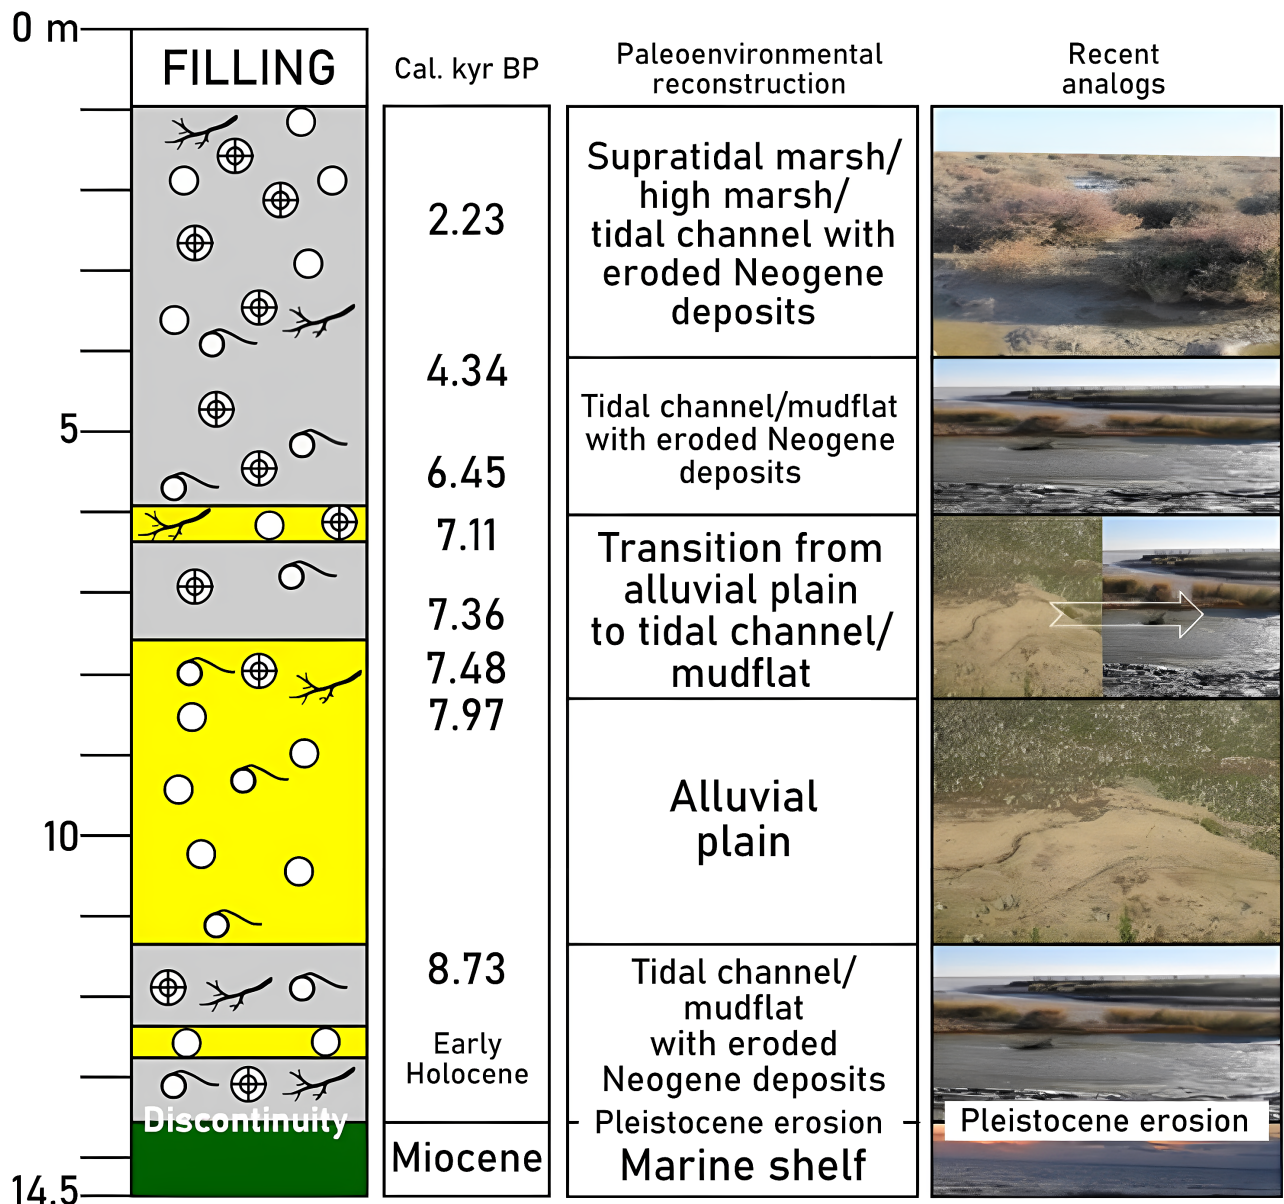 0 m
FILLING
Cal. kyr BP
Paleoenvironmental
reconstruction
Recent
analogs
Supratidal marsh/
high marsh/
tidal channel with
eroded Neogene
deposits
2.23
4.34
Tidal channel/mudflat
with eroded Neogene
deposits
5
6.45
7.11
Transition from
alluvial plain
to tidal channel/
mudflat
7.36
7.48
7.97
Alluvial
plain
10
8.73
Tidal channel/
mudflat
with eroded
Neogene deposits
Early
Holocene
Discontinuity
Pleistocene erosion
Pleistocene erosion
Miocene
Marine shelf
14.5